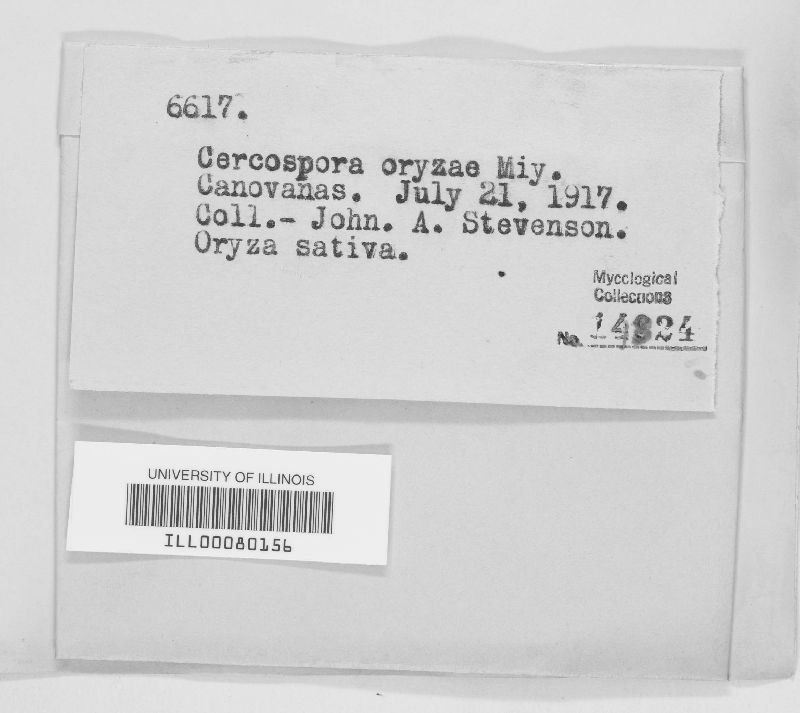 6617.
Cercospora oryzae Miy.
Canovanas. July 21, 1917.
Coll.- John. A. Stevenson.
Oryza sativa.
Mycological
Collections
No.
UNIVERSITY OF ILLINOIS
ILL00080156